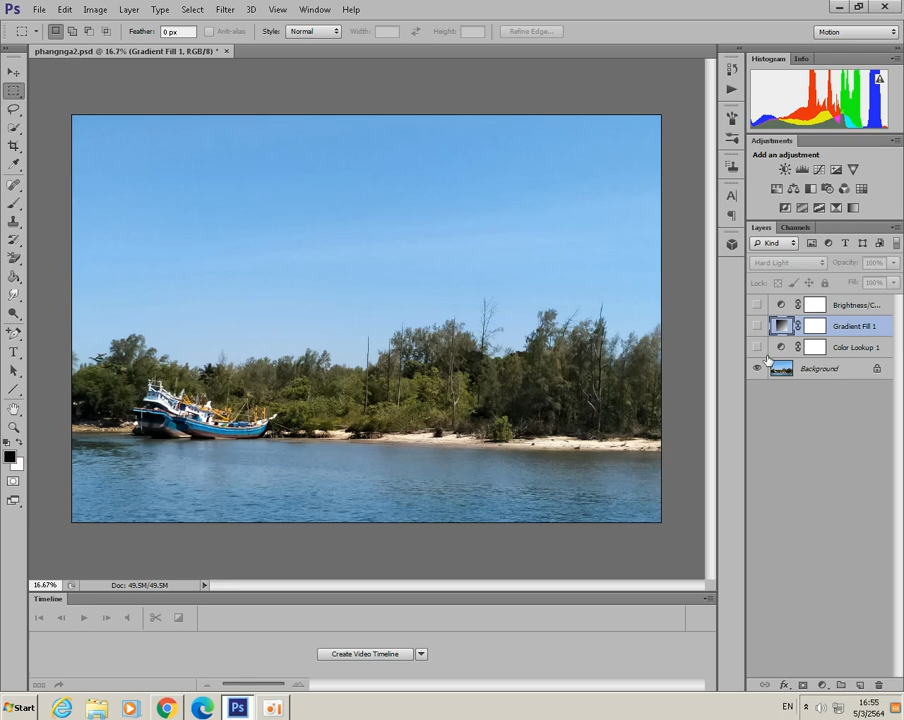 Ps File Edit Image Layer Type Select Filter 3D View Window Help
Feather: 0 px Anti-alias Style: Normal Width: Height: Refine Edge... Motion
phangnga2.psd @ 16.7% (Gradient Fill 1, RGB/8) * ×
Histogram Info
Adjustments
Add an adjustment
Layers Channels
Kind
Hard Light Opacity: 100%
Lock: Fill: 100%
Brightness/C...
Gradient Fill 1
Color Lookup 1
Background
16.67% Doc: 49.5M/49.5M
Timeline
Create Video Timeline
Start Ps EN 16:55
5/3/2564